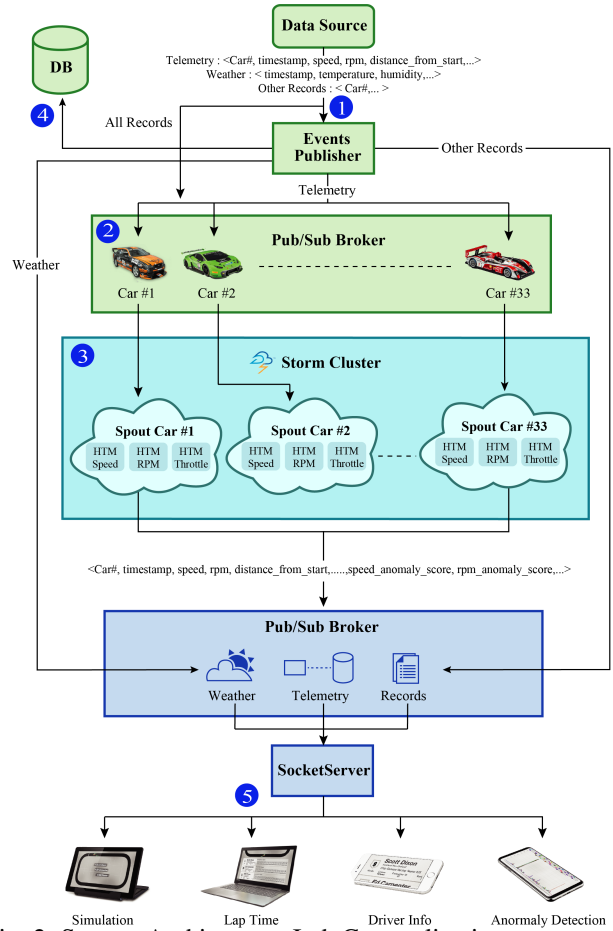 Data Source
DB
Telemetry : <Car#, timestamp, speed, rpm, distance_from_start,...>
Weather : < timestamp, temperature, humidity,...>
Other Records : < Car#,... >
4
1
All Records
Events
Publisher
Other Records
Telemetry
2
Pub/Sub Broker
Weather
Car #1
Car #2
Car #33
3
Storm Cluster
Spout Car #1
HTM Speed
HTM RPM
HTM Throttle
Spout Car #2
HTM Speed
HTM RPM
HTM Throttle
Spout Car #33
HTM Speed
HTM RPM
HTM Throttle
<Car#, timestamp, speed, rpm, distance_from_start,.....,speed_anomaly_score, rpm_anomaly_score,...>
Pub/Sub Broker
Weather
Telemetry
Records
SocketServer
5
Scott Dixon
Ed Carpenter
Simulation
Lap Time
Driver Info
Anormaly Detection